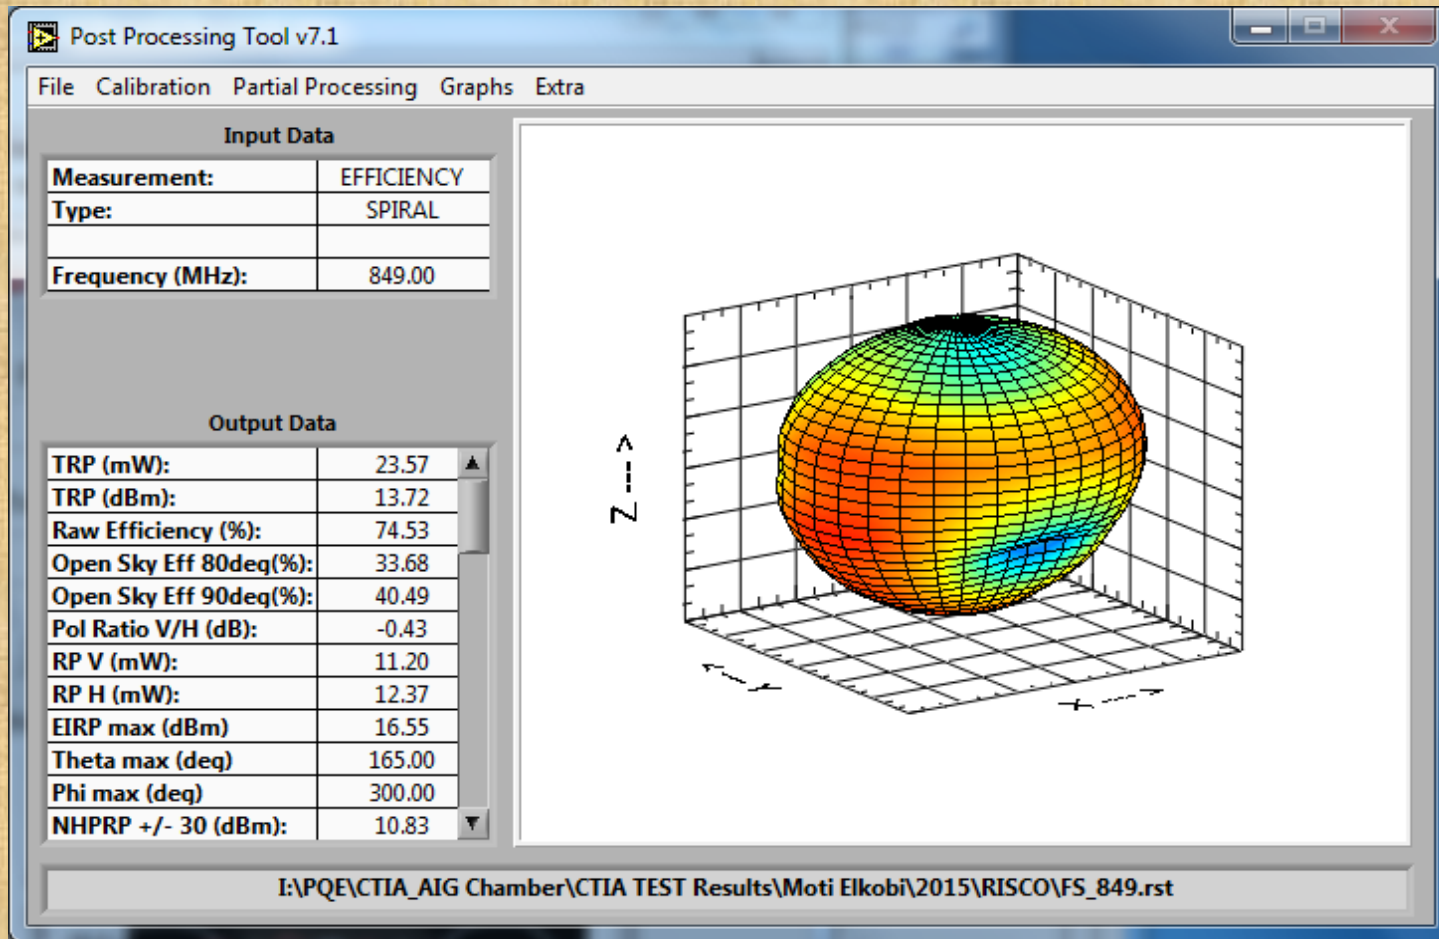 Post Processing Tool v7.1
File Calibration Partial Processing Graphs Extra
Input Data
Measurement: EFFICIENCY
Type: SPIRAL
Frequency (MHz): 849.00
Output Data
TRP (mW): 23.57
TRP (dBm): 13.72
Raw Efficiency (%): 74.53
Open Sky Eff 80deg(%): 33.68
Open Sky Eff 90deg(%): 40.49
Pol Ratio V/H (dB): -0.43
RP V (mW): 11.20
RP H (mW): 12.37
EIRP max (dBm) 16.55
Theta max (deg) 165.00
Phi max (deg) 300.00
NHPRP +/- 30 (dBm): 10.83
Z --->
<--- Y
X --->
I:\PQE\CTIA_AIG Chamber\CTIA TEST Results\Moti Elkobi\2015\RISCO\FS_849.rst